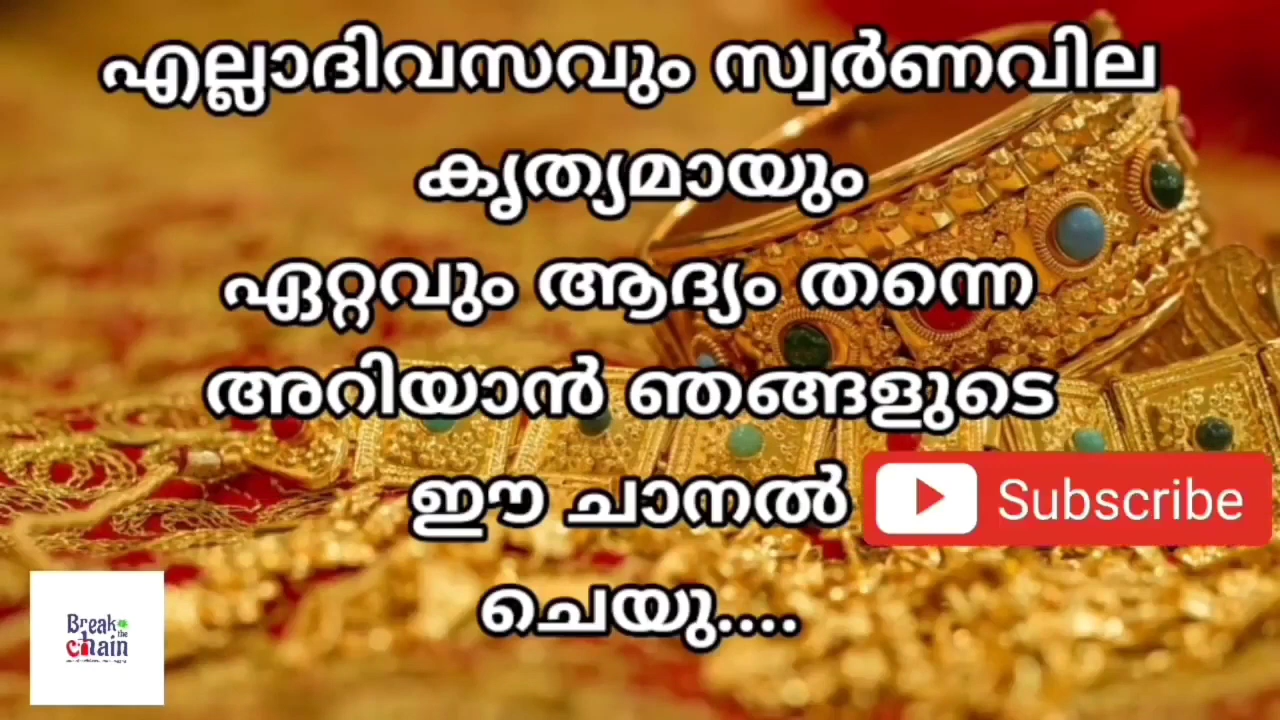 എല്ലാദിവസവും സ്വർണവില
കൃത്യമായും
ഏറ്റവും ആദ്യം തന്നെ
അറിയാൻ ഞങ്ങളുടെ
ഈ ചാനൽ Subscribe
ചെയു....
Break
the
chain